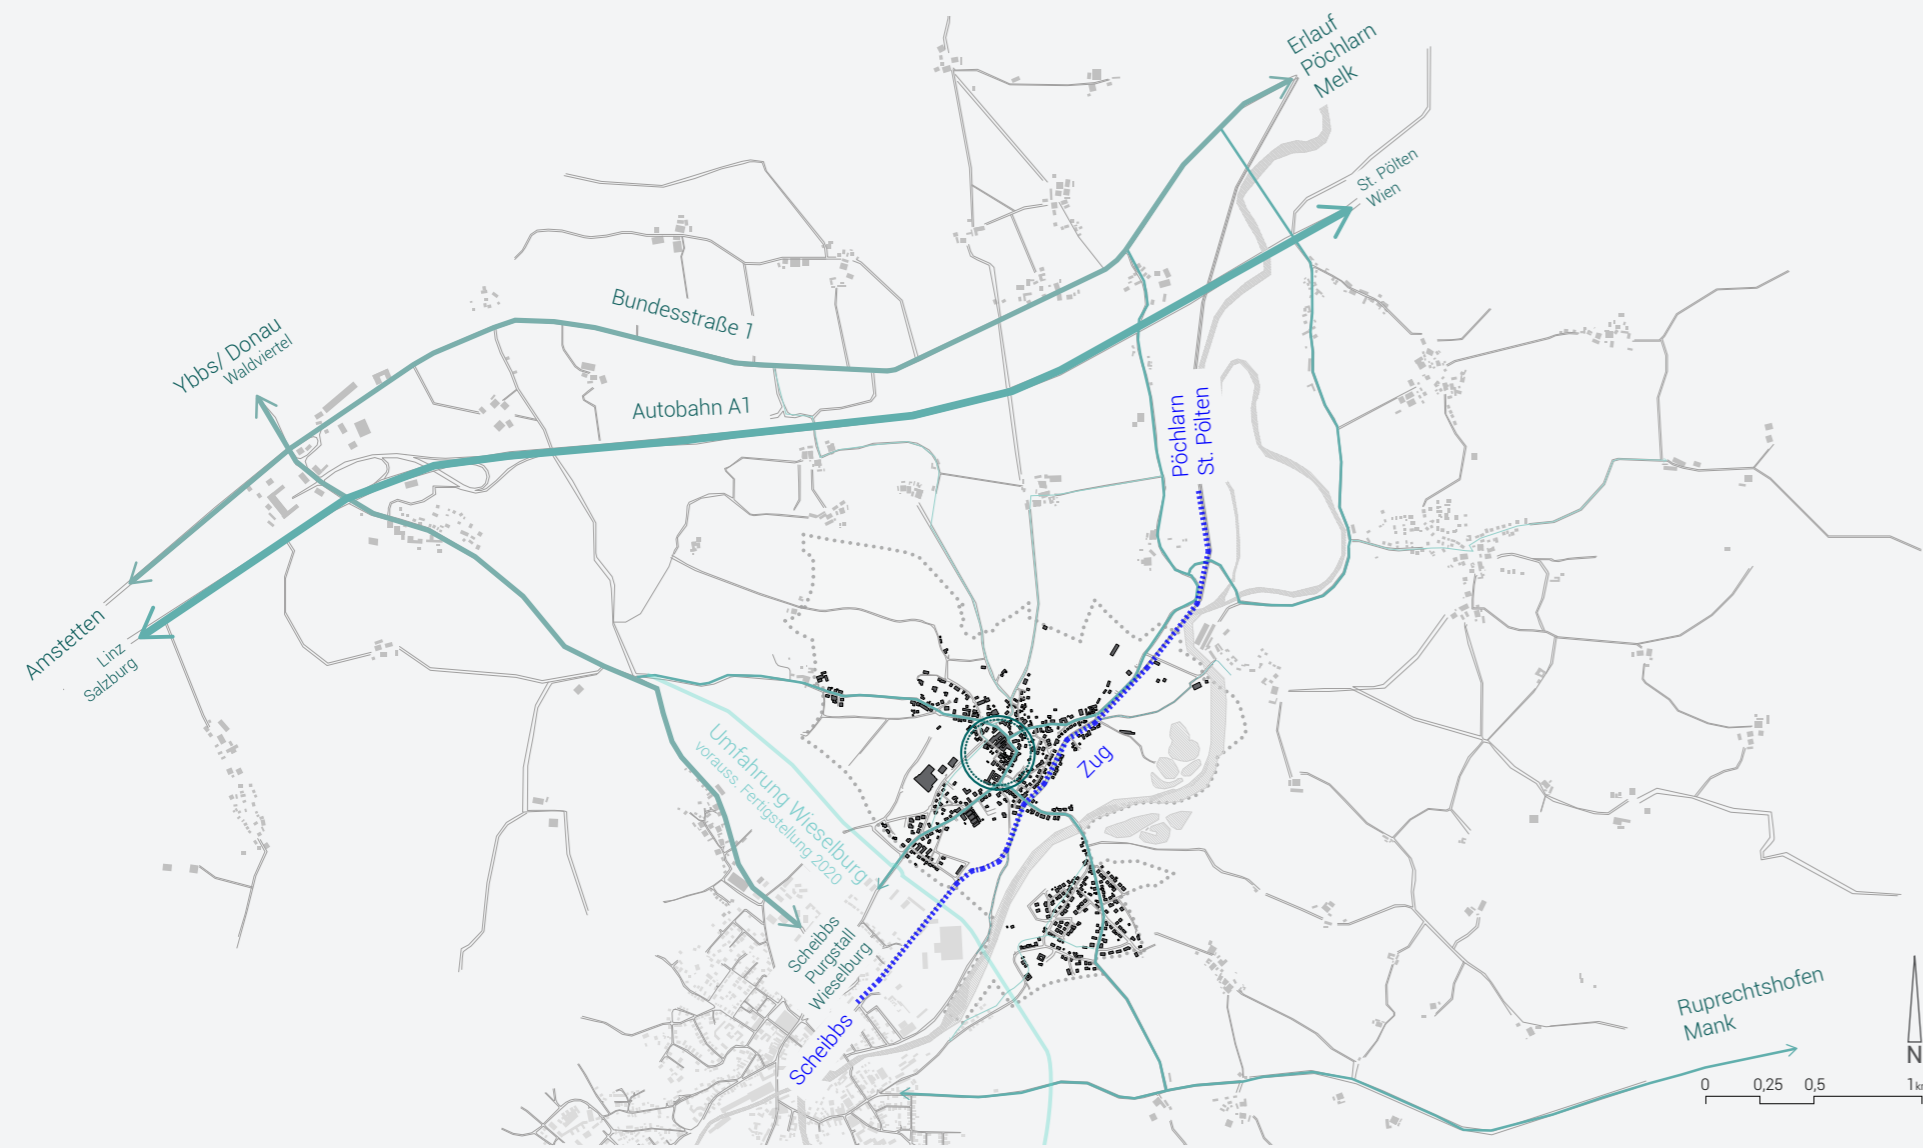 Erlauf
Pöchlarn
Melk
St. Pölten
Wien
Bundesstraße 1
Ybbs/ Donau
Waldviertel
Autobahn A1
Pöchlarn
St. Pölten
Amstetten
Linz
Salzburg
Umfahrung Wieselburg
vorauss. Fertigstellung 2020
Zug
Scheibbs
Purgstall
Wieselburg
Scheibbs
Ruprechtshofen
Mank
N
0 0,25 0,5 1km